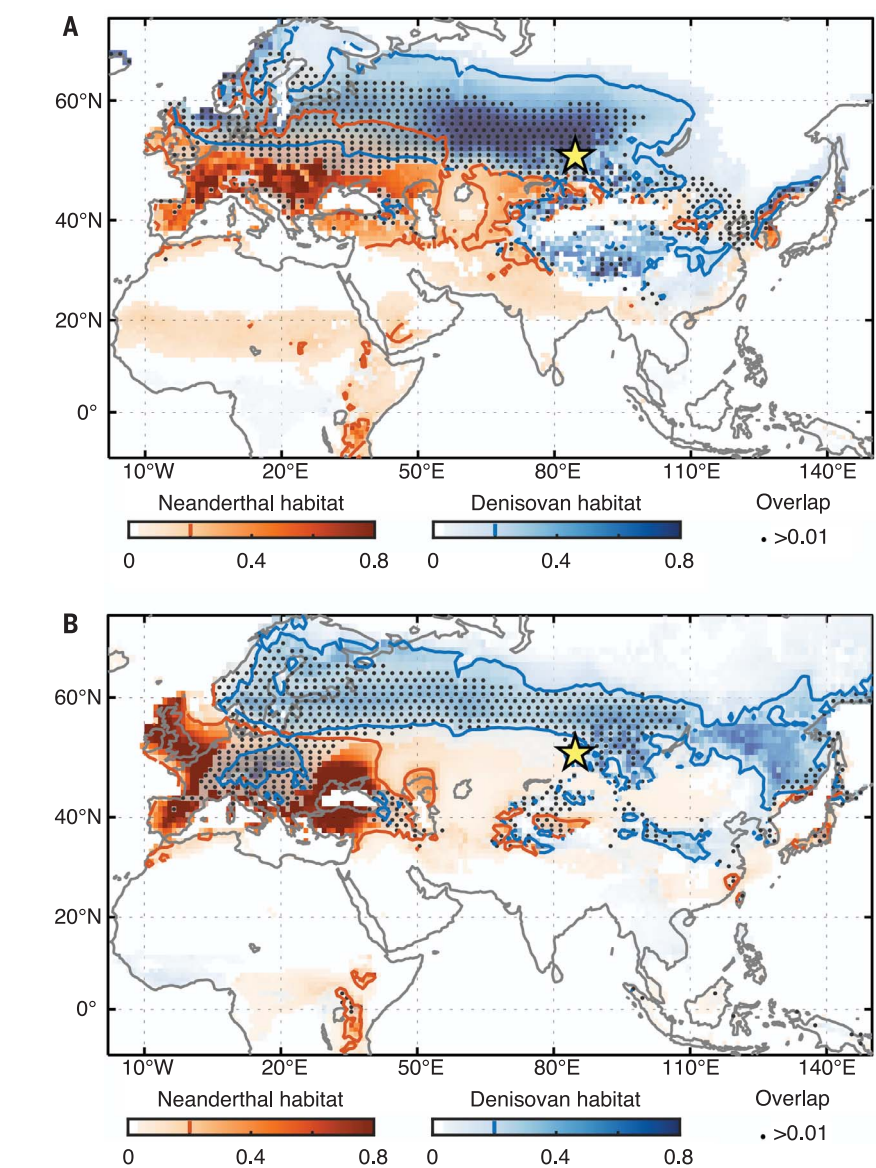 A
60°N
40°N
20°N
0°
10°W 20°E 50°E 80°E 110°E 140°E
Neanderthal habitat Denisovan habitat Overlap
0 0.4 0.8 0 0.4 0.8 • >0.01
B
60°N
40°N
20°N
0°
10°W 20°E 50°E 80°E 110°E 140°E
Neanderthal habitat Denisovan habitat Overlap
0 0.4 0.8 0 0.4 0.8 • >0.01